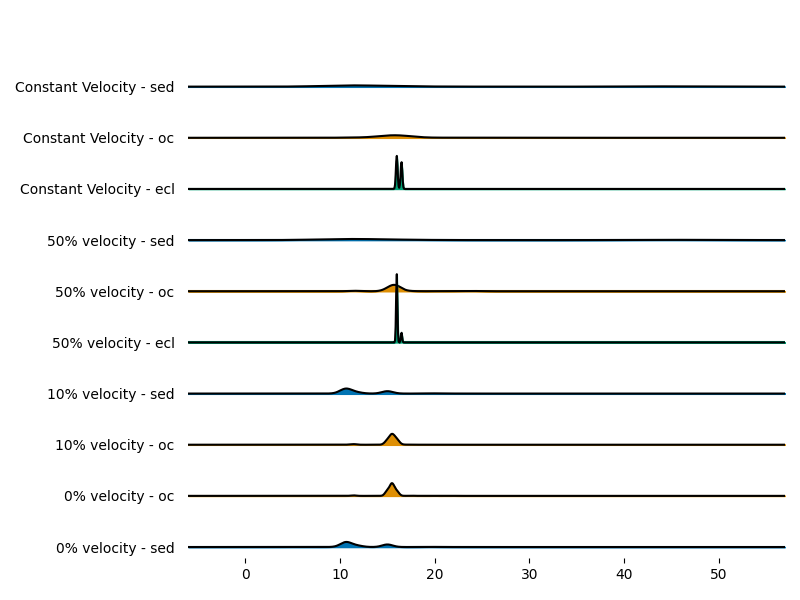 Constant Velocity - sed
Constant Velocity - oc
Constant Velocity - ecl
50% velocity - sed
50% velocity - oc
50% velocity - ecl
10% velocity - sed
10% velocity - oc
0% velocity - oc
0% velocity - sed
0 10 20 30 40 50